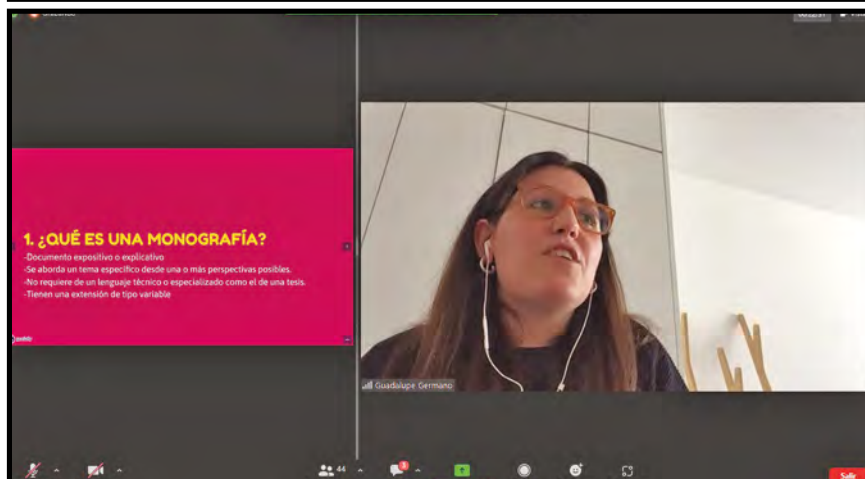 1. ¿QUÉ ES UNA MONOGRAFÍA?
-Documento expositivo o explicativo
-Se aborda un tema específico desde una o más perspectivas posibles.
-No requiere de un lenguaje técnico o especializado como el de una tesis.
-Tienen una extensión de tipo variable
Guadalupe Germano
44
3
Salir